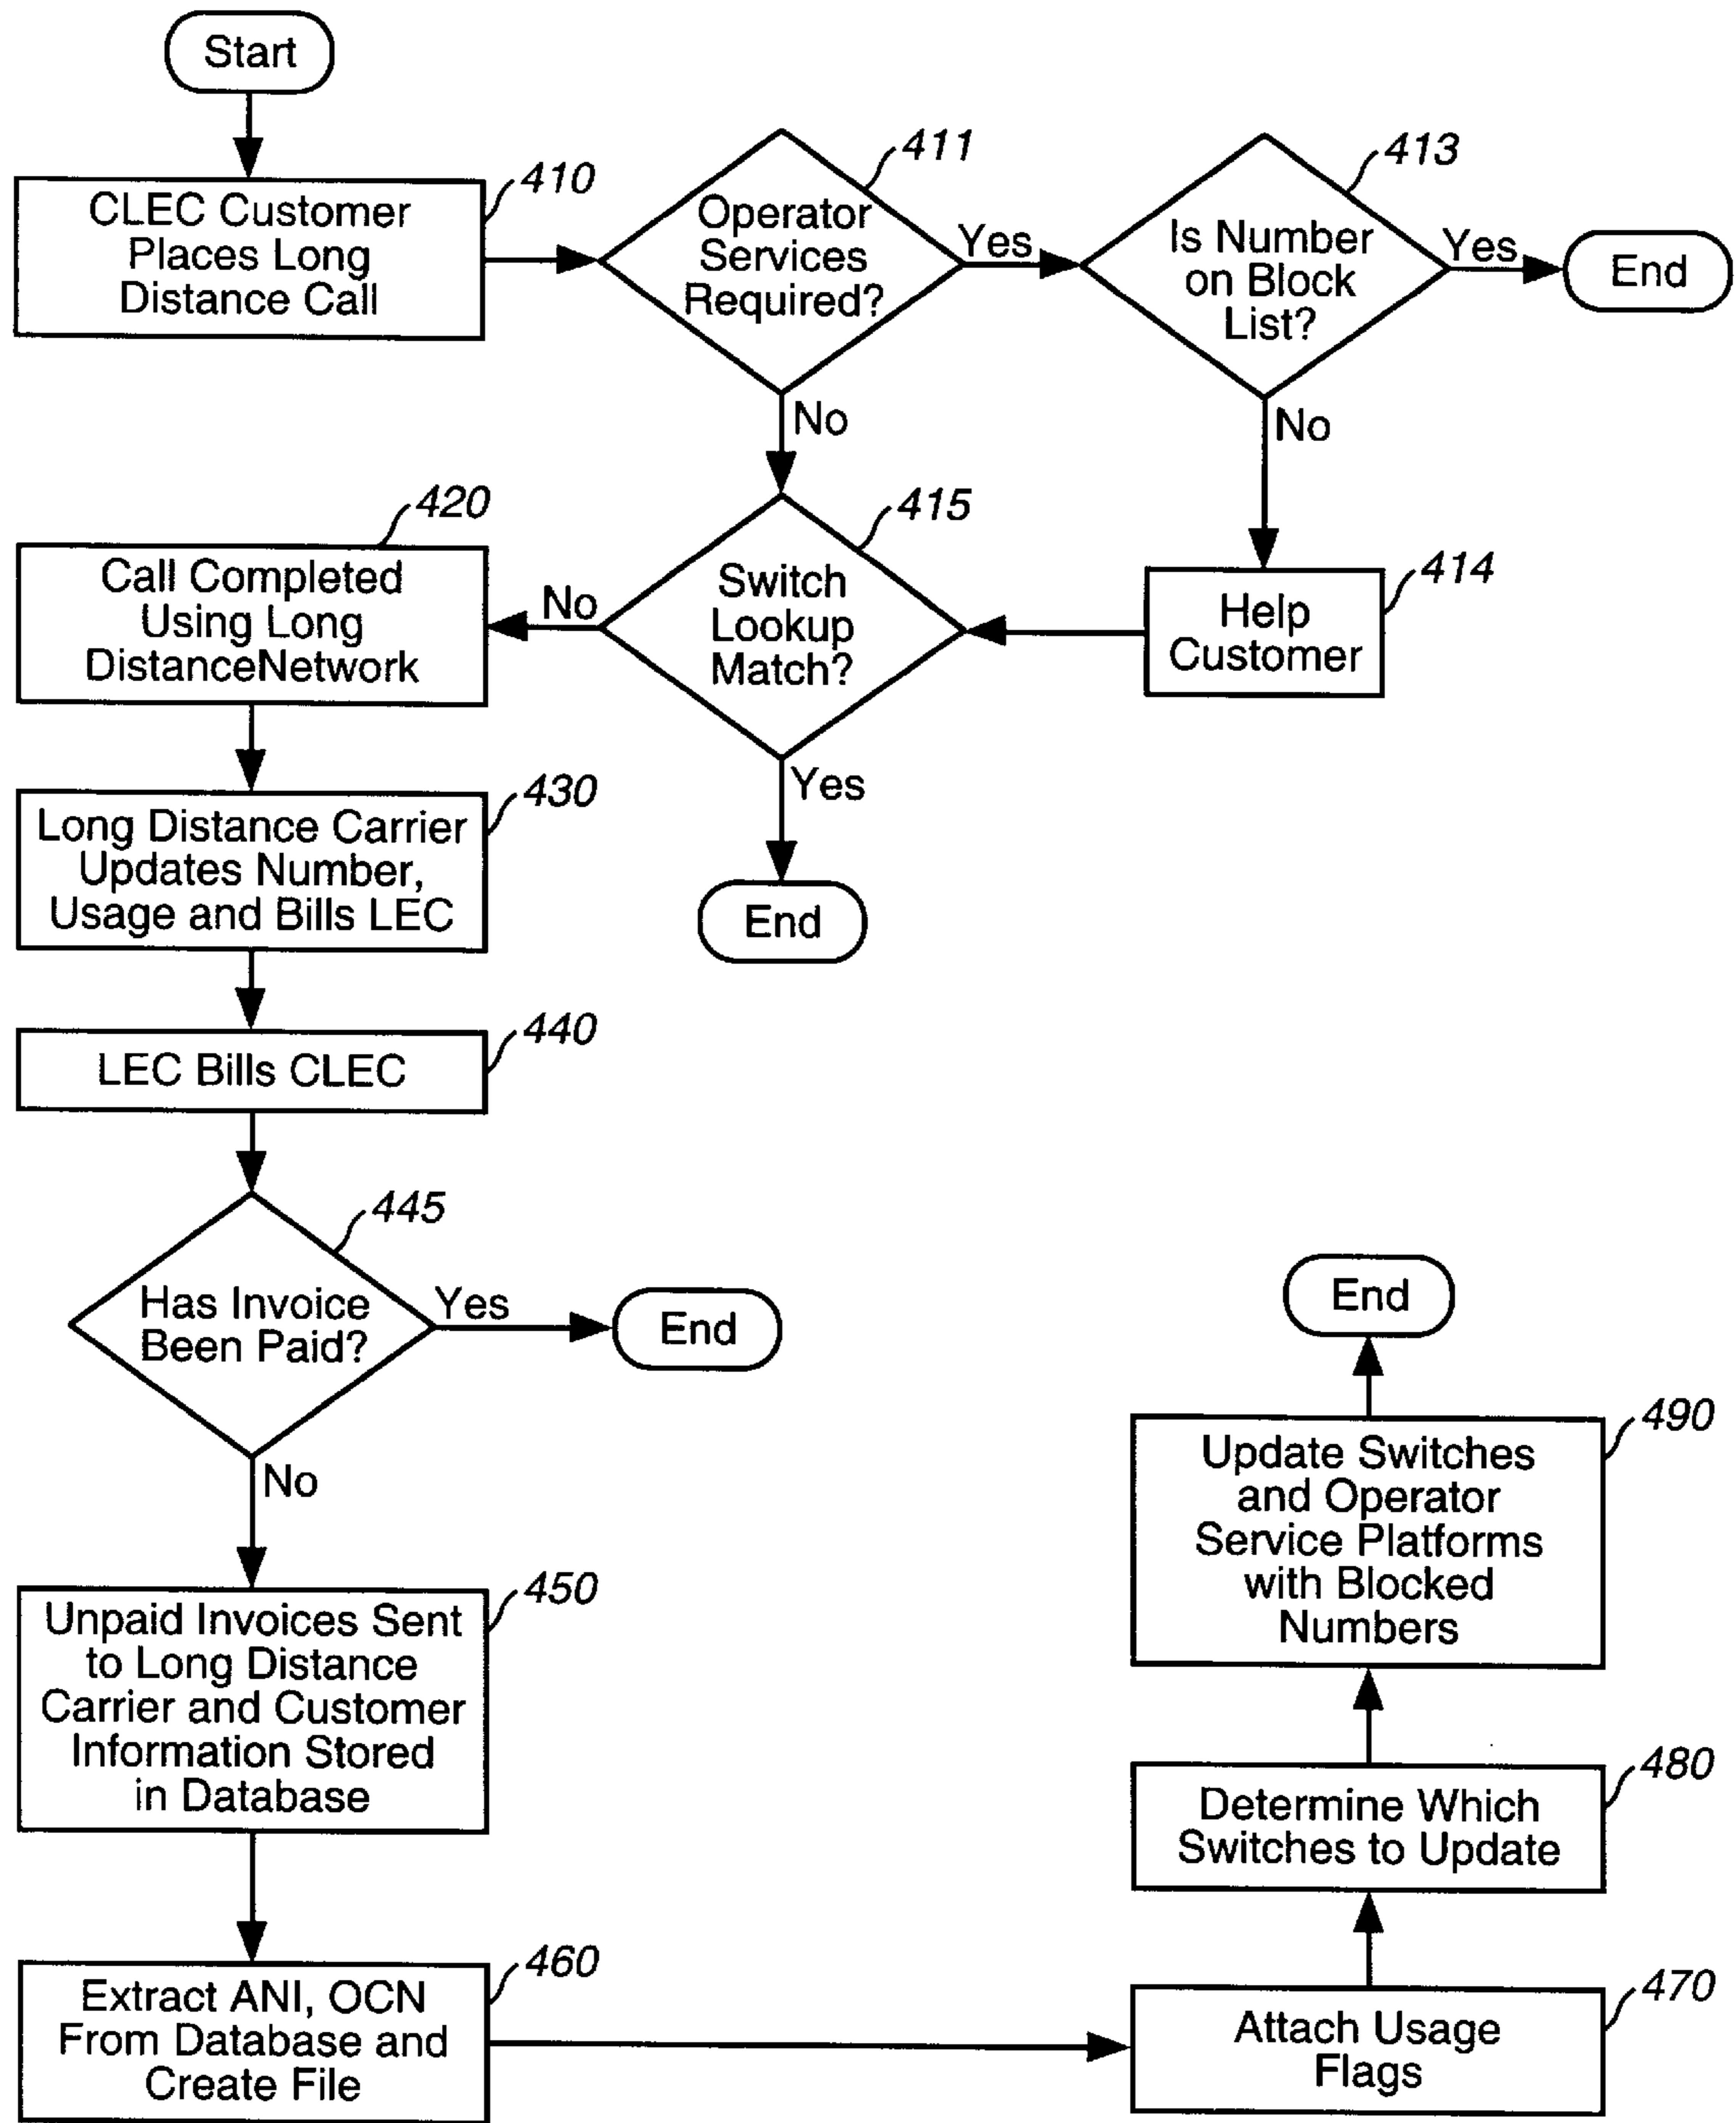 Start
CLEC Customer
Places Long
Distance Call
410
Operator
Services
Required?
411
Yes
No
Is Number
on Block
List?
413
Yes
End
No
Help
Customer
414
Switch
Lookup
Match?
415
No
Yes
End
Call Completed
Using Long
DistanceNetwork
420
Long Distance Carrier
Updates Number,
Usage and Bills LEC
430
LEC Bills CLEC
440
Has Invoice
Been Paid?
445
Yes
End
No
Unpaid Invoices Sent
to Long Distance
Carrier and Customer
Information Stored
in Database
450
Extract ANI, OCN
From Database and
Create File
460
Attach Usage
Flags
470
Determine Which
Switches to Update
480
Update Switches
and Operator
Service Platforms
with Blocked
Numbers
490
End